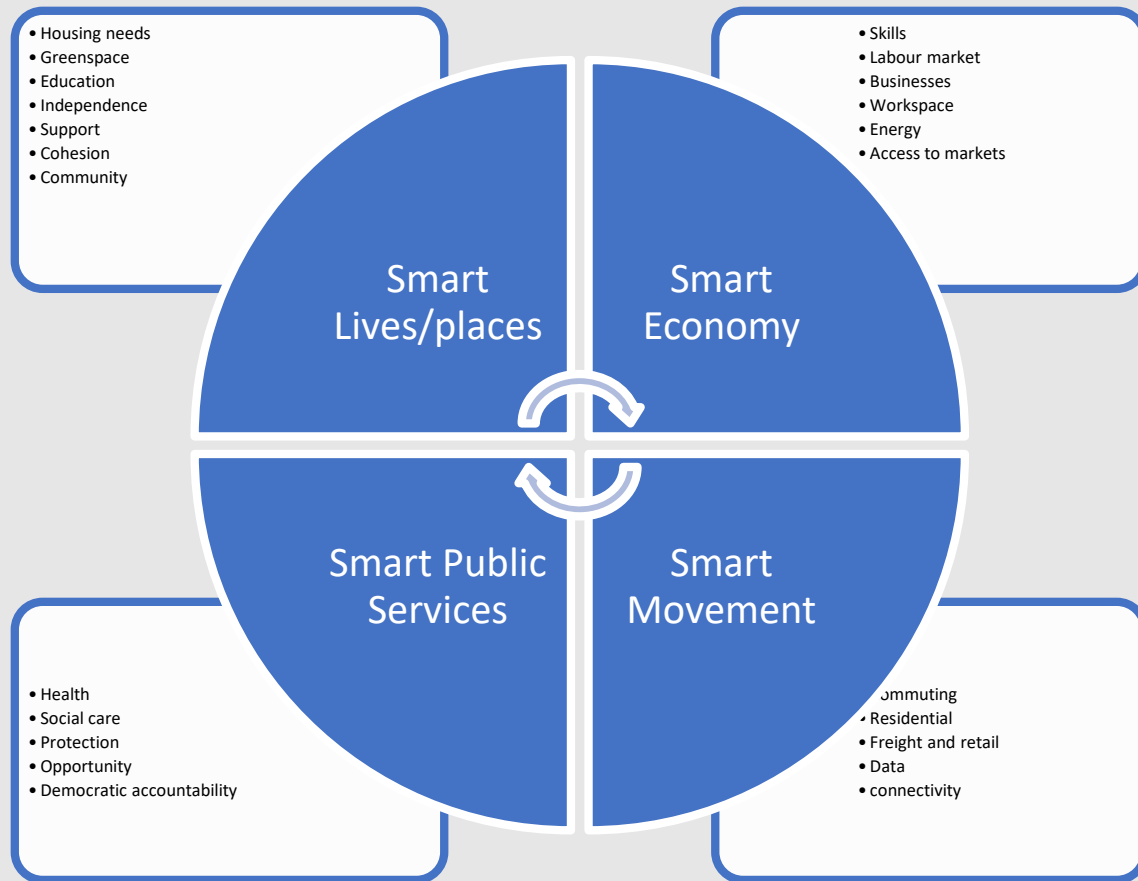 • Housing needs
• Greenspace
• Education
• Independence
• Support
• Cohesion
• Community
• Skills
• Labour market
• Businesses
• Workspace
• Energy
• Access to markets
Smart
Lives/places
Smart
Economy
Smart Public
Services
Smart
Movement
• Health
• Social care
• Protection
• Opportunity
• Democratic accountability
ommuting
• Residential
• Freight and retail
• Data
• connectivity